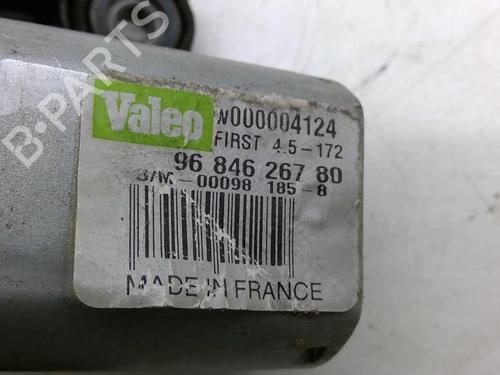 B-PARTS
Valeo
W000004124
FIRST 4.5-172
96 846 267 80
S/M-00098 185-8
MADE IN FRANCE